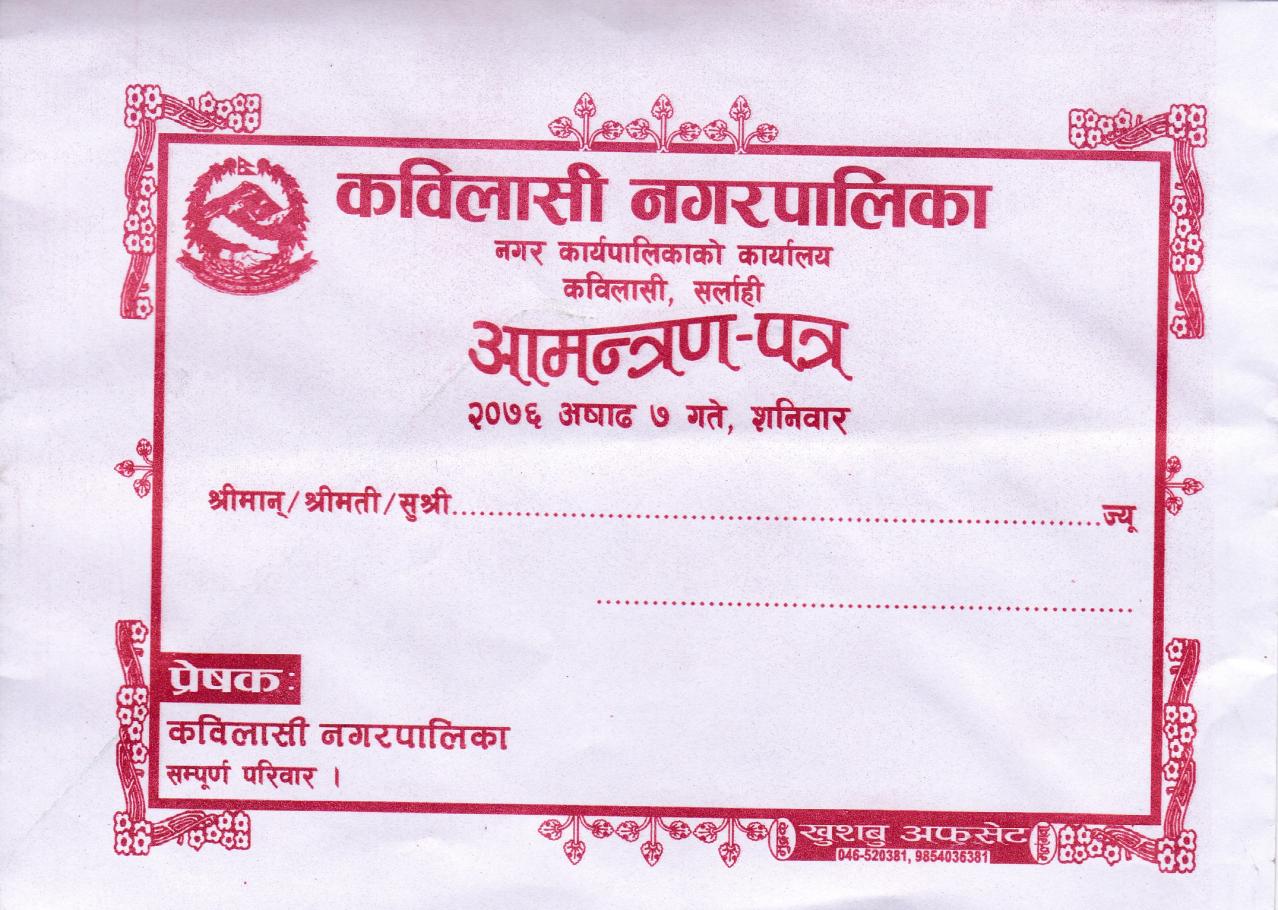 कविलासी नगरपालिका
नगर कार्यपालिकाको कार्यालय
कविलासी, सर्लाही
आमन्त्रण-पत्र
२०७६ अषाढ ७ गते, शनिवार
श्रीमान्/श्रीमती/सुश्री..............................................................................................ज्यू
..............................................................................
प्रेषकः
कविलासी नगरपालिका
सम्पूर्ण परिवार ।
खुशबु अफसेट
046-520381, 9854036381